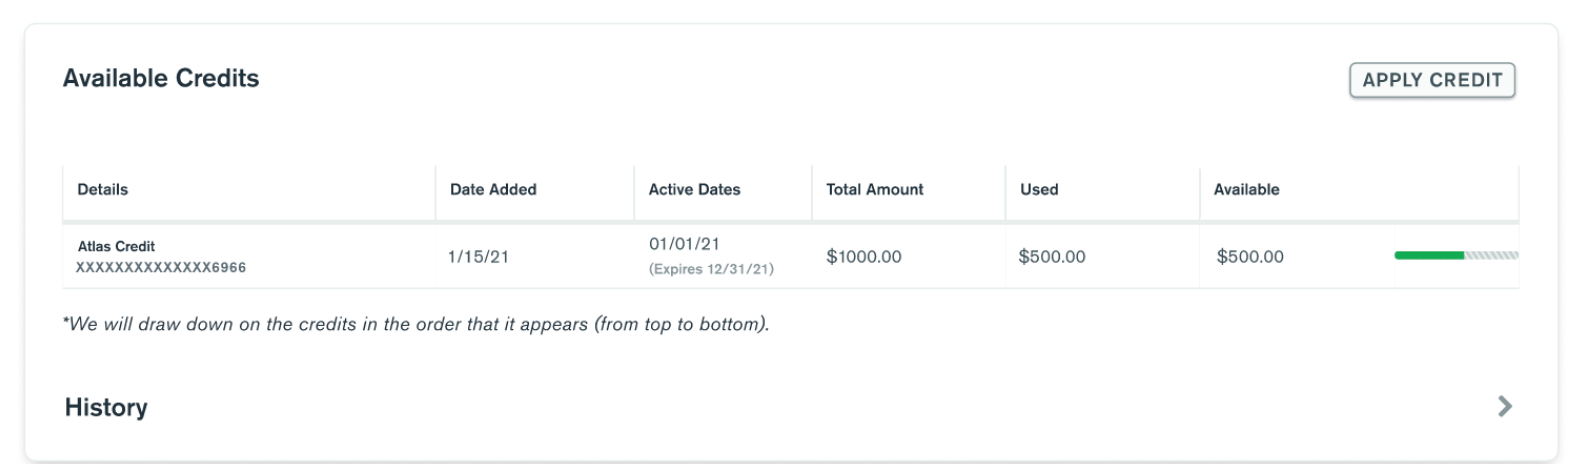 Available Credits
APPLY CREDIT
Details Date Added Active Dates Total Amount Used Available
Atlas Credit
XXXXXXXXXXXXXX6966
1/15/21
01/01/21
(Expires 12/31/21)
$1000.00
$500.00
$500.00
*We will draw down on the credits in the order that it appears (from top to bottom).
History